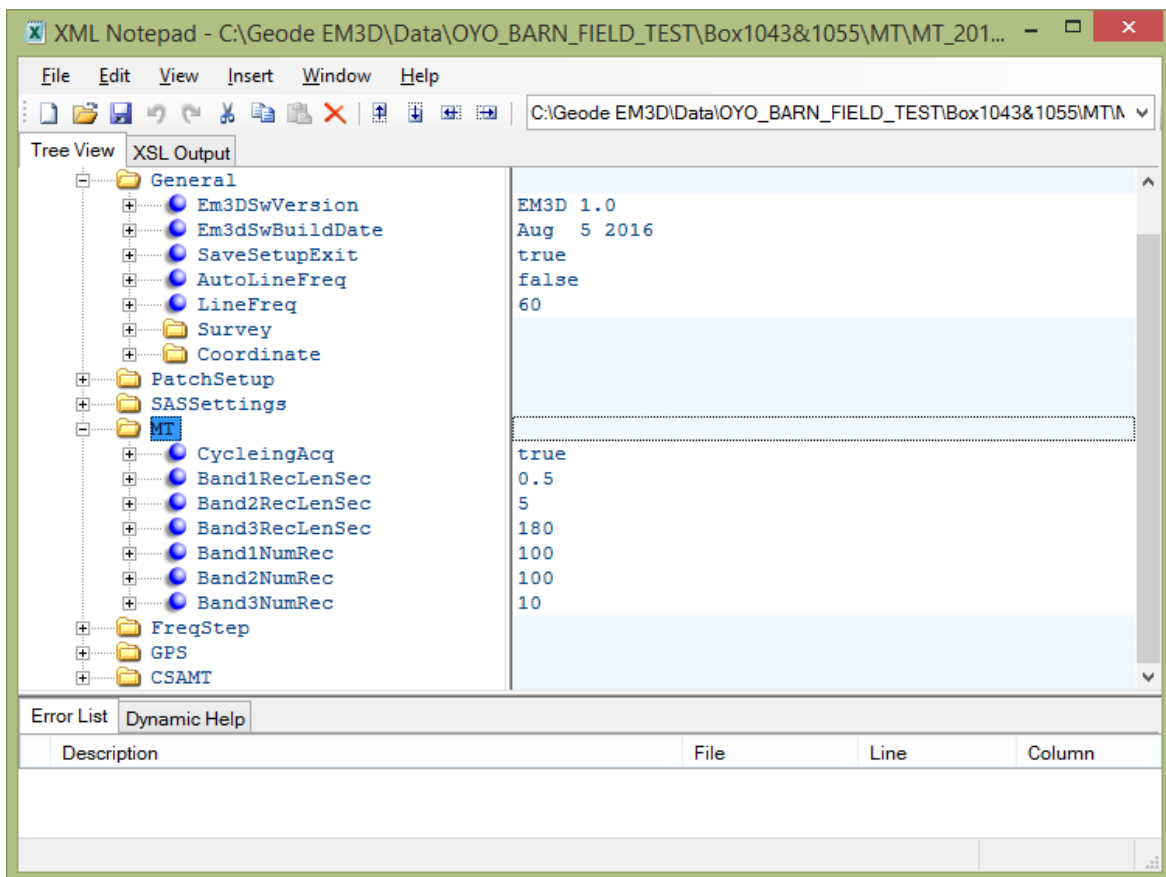 XML Notepad - C:\Geode EM3D\Data\OYO_BARN_FIELD_TEST\Box1043&1055\MT\MT_201...
File Edit View Insert Window Help
C:\Geode EM3D\Data\OYO_BARN_FIELD_TEST\Box1043&1055\MT\M
Tree View XSL Output
General
Em3DSwVersion EM3D 1.0
Em3dSwBuildDate Aug 5 2016
SaveSetupExit true
AutoLineFreq false
LineFreq 60
Survey
Coordinate
PatchSetup
SASSettings
MT
CycleingAcq true
Band1RecLenSec 0.5
Band2RecLenSec 5
Band3RecLenSec 180
Band1NumRec 100
Band2NumRec 100
Band3NumRec 10
FreqStep
GPS
CSAMT
Error List Dynamic Help
Description File Line Column